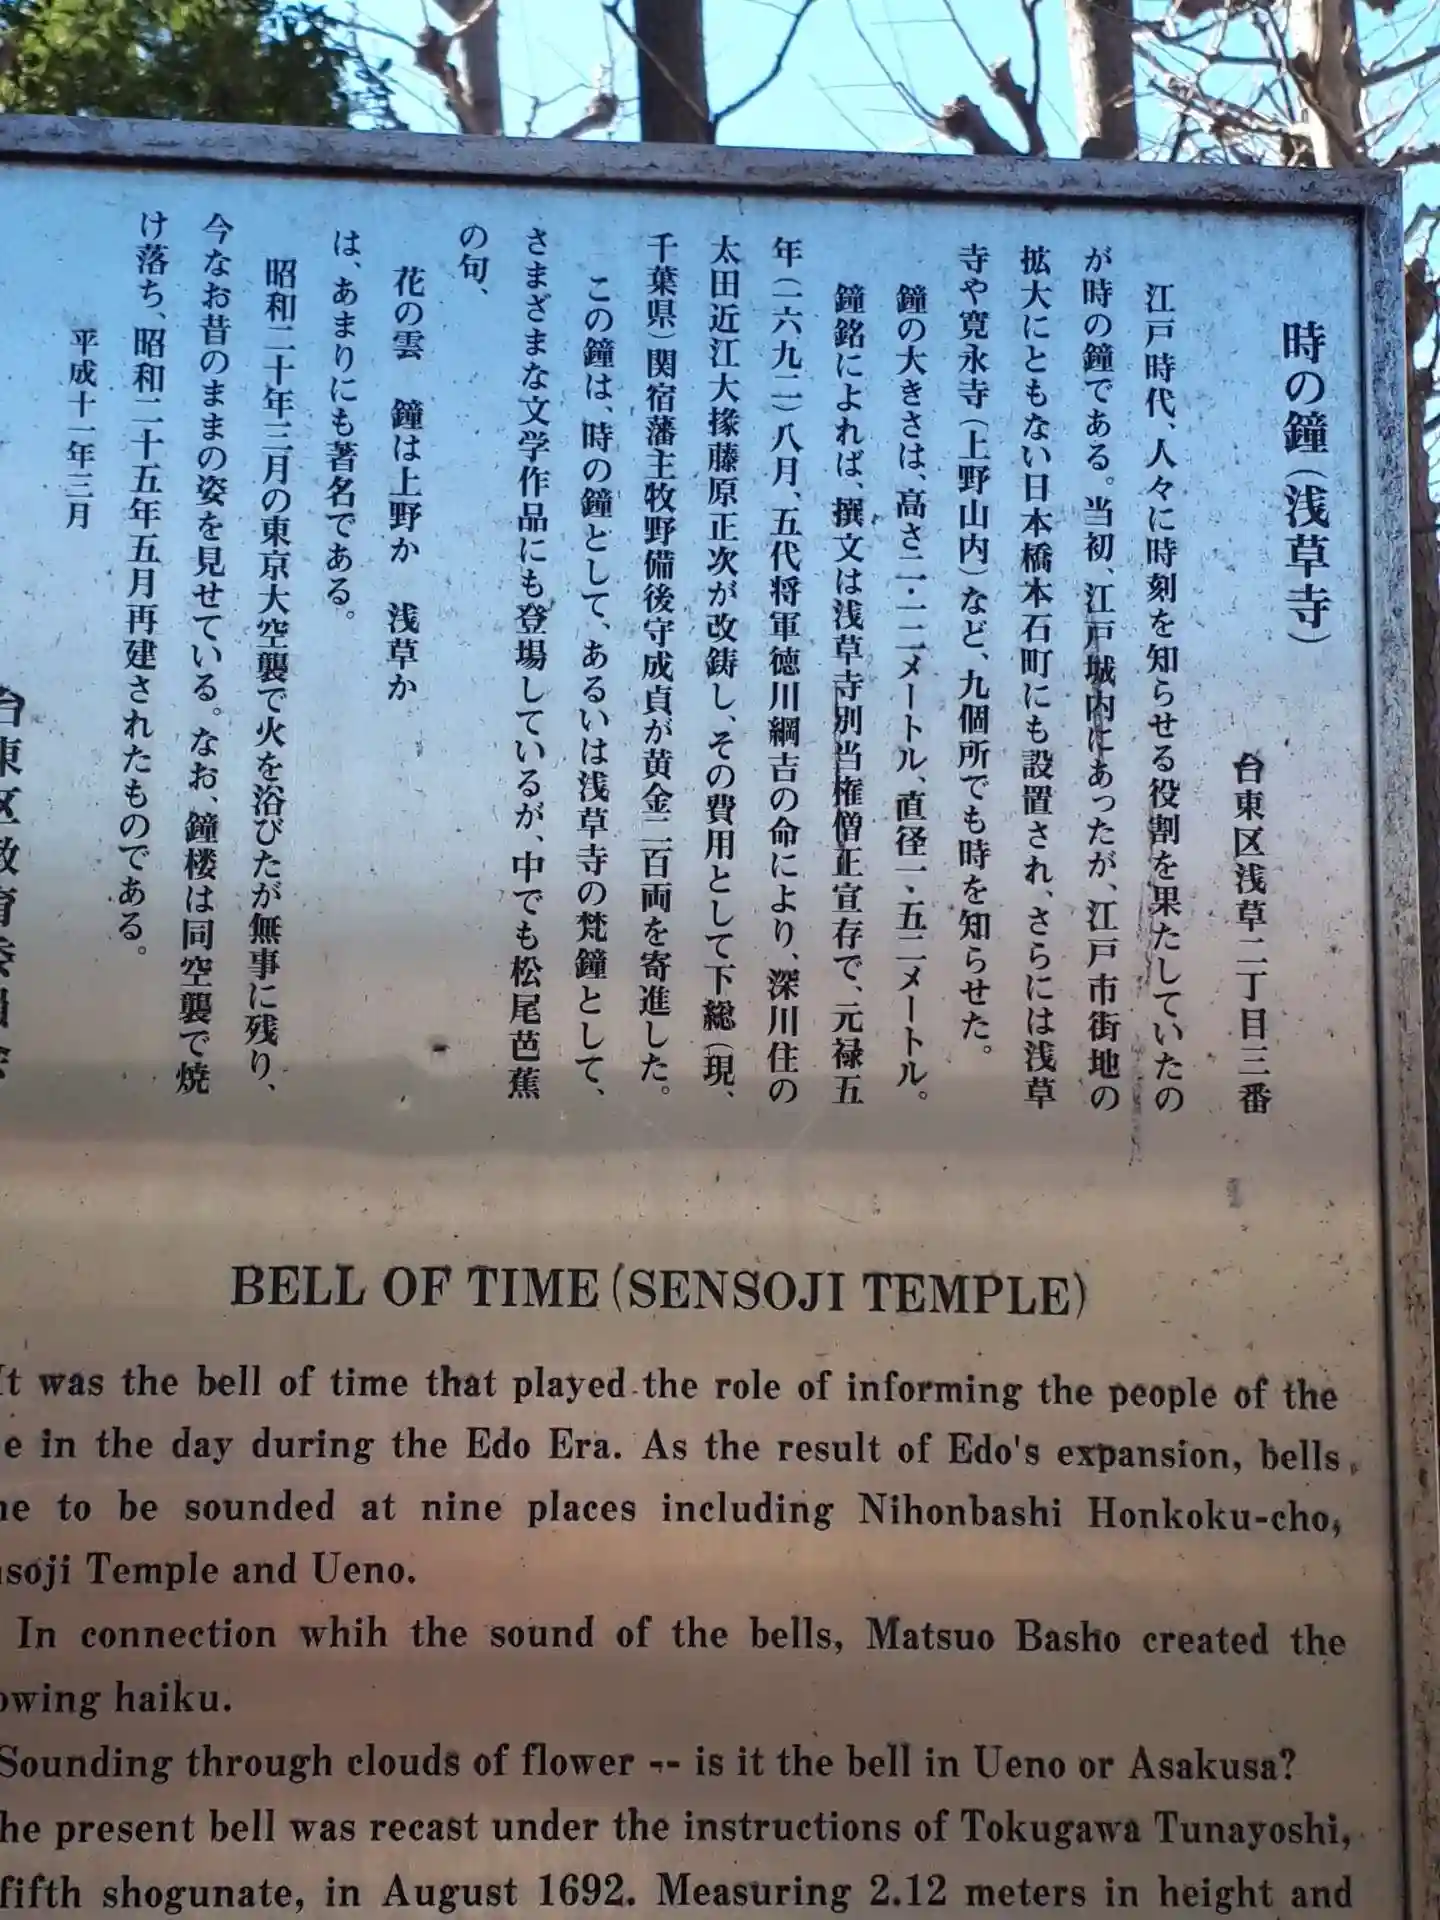 時の鐘(浅草寺)
台東区浅草二丁目三番
江戸時代、人々に時刻を知らせる役割を果たしていたの
が時の鐘である。当初、江戸城内にあったが、江戸市街地の
拡大にともない日本橋本石町にも設置され、さらには浅草
寺や寛永寺(上野山内)など、九個所でも時を知らせた。
鐘の大きさは、高さ二・一二メートル、直径一・五二メートル。
鐘銘によれば、撰文は浅草寺別当権僧正宣存で、元禄五
年(一六九二)八月、五代将軍徳川綱吉の命により、深川住の
太田近江大掾藤原正次が改鋳し、その費用として下総(現、
千葉県)関宿藩主牧野備後守成貞が黄金二百両を寄進した。
この鐘は、時の鐘として、あるいは浅草寺の梵鐘として、
さまざまな文学作品にも登場しているが、中でも松尾芭蕉
の句、
花の雲 鐘は上野か 浅草か
は、あまりにも著名である。
昭和二十年三月の東京大空襲で火を浴びたが無事に残り、
今なお昔のままの姿を見せている。なお、鐘楼は同空襲で焼
け落ち、昭和二十五年五月再建されたものである。
平成十一年三月
台東区教育委員会
BELL OF TIME (SENSOJI TEMPLE)
It was the bell of time that played the role of informing the people of the
e in the day during the Edo Era. As the result of Edo's expansion, bells
me to be sounded at nine places including Nihonbashi Honkoku-cho,
nsoji Temple and Ueno.
In connection whih the sound of the bells, Matsuo Basho created the
owing haiku.
Sounding through clouds of flower -- is it the bell in Ueno or Asakusa?
he present bell was recast under the instructions of Tokugawa Tunayoshi,
fifth shogunate, in August 1692. Measuring 2.12 meters in height and